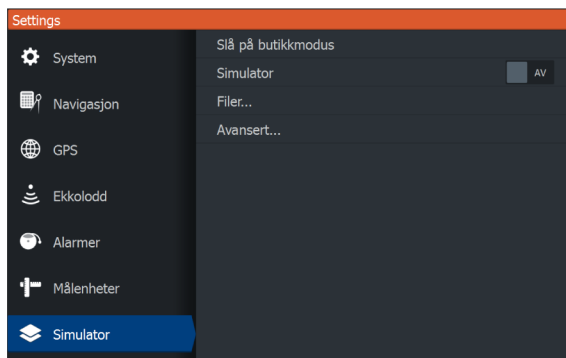 Settings
System
Navigasjon
GPS
Ekkolodd
Alarmer
Målenheter
Simulator
Slå på butikkmodus
Simulator AV
Filer...
Avansert...